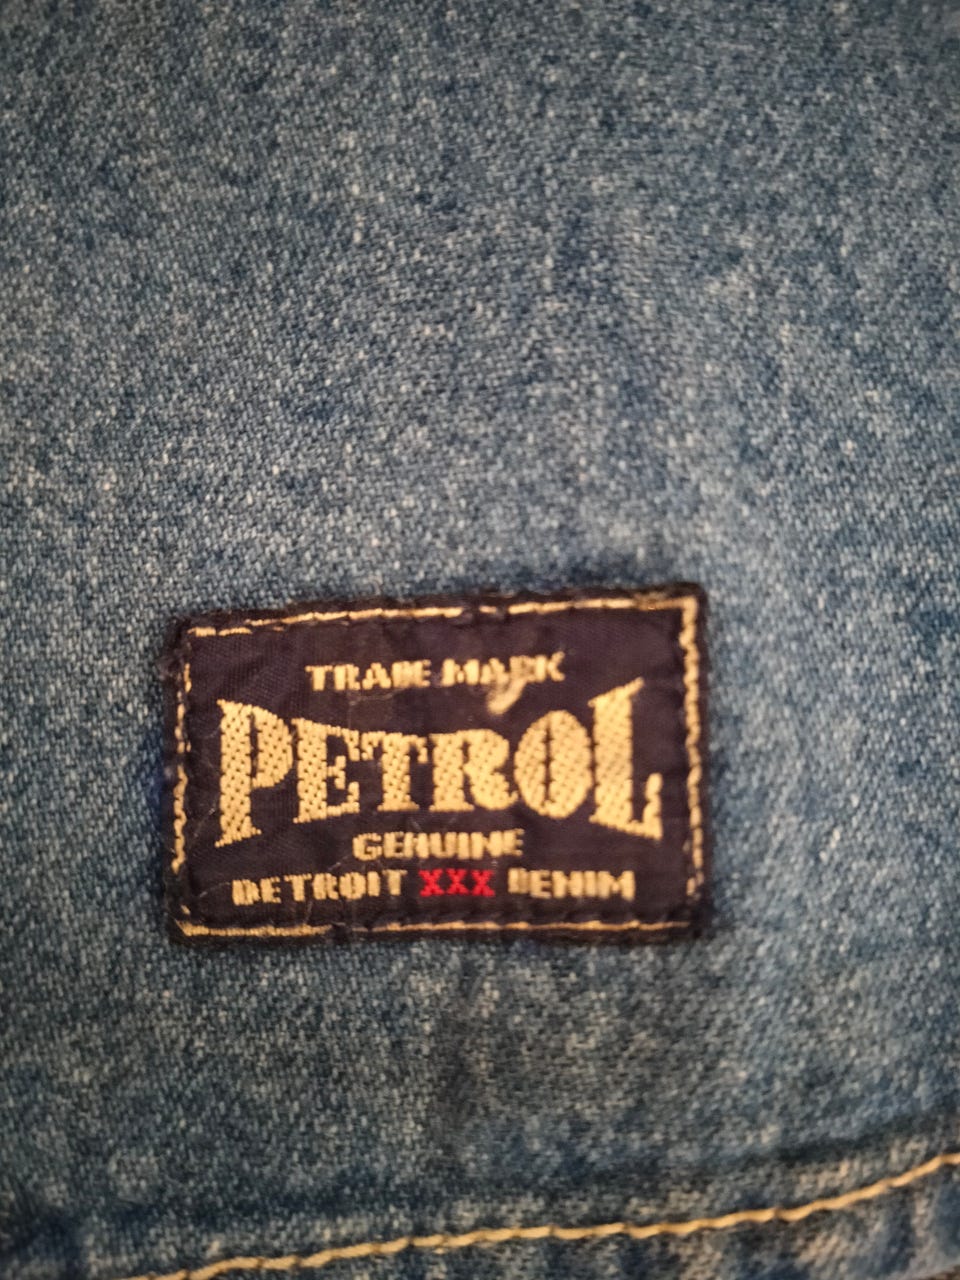 TRADE MARK
PETROL
GENUINE
DETROIT XXX DENIM